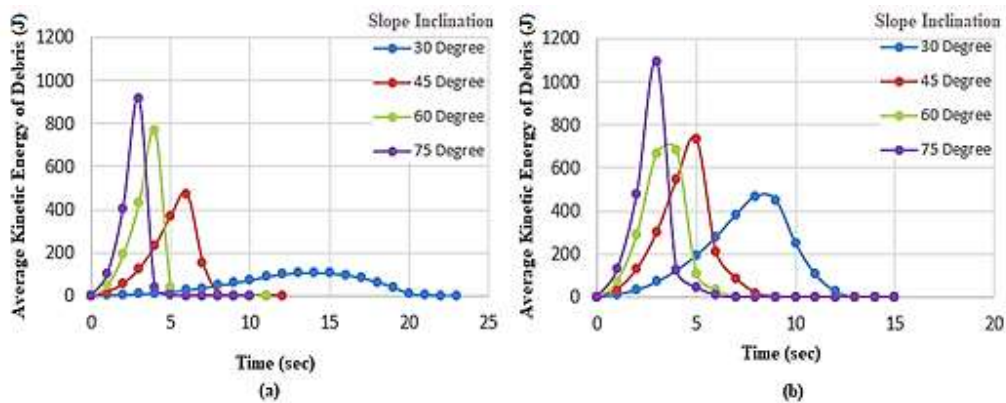 Average Kinetic Energy of Debris (J)
1200
1000
800
600
400
200
0
0
5
10
15
20
25
Slope Inclination
30 Degree
45 Degree
60 Degree
75 Degree
Time (sec)
(a)
Average Kinetic Energy of Debris (J)
1200
1000
800
600
400
200
0
0
5
10
15
20
Slope Inclination
30 Degree
45 Degree
60 Degree
75 Degree
Time (sec)
(b)